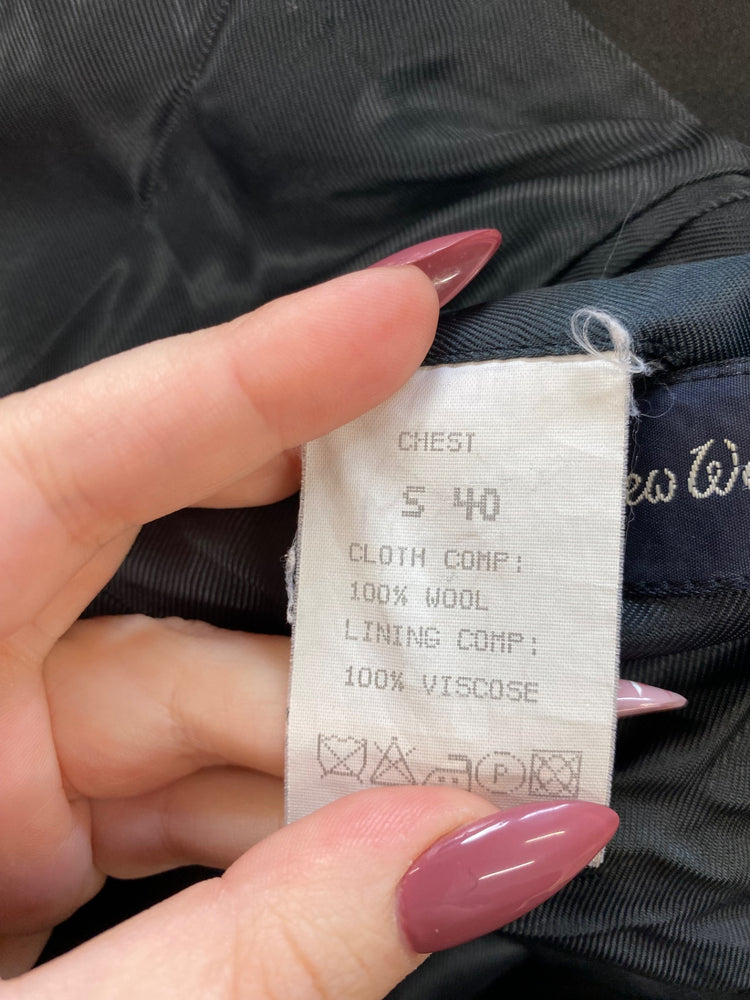 CHEST
S 40
CLOTH COMP:
100% WOOL
LINING COMP:
100% VISCOSE
P